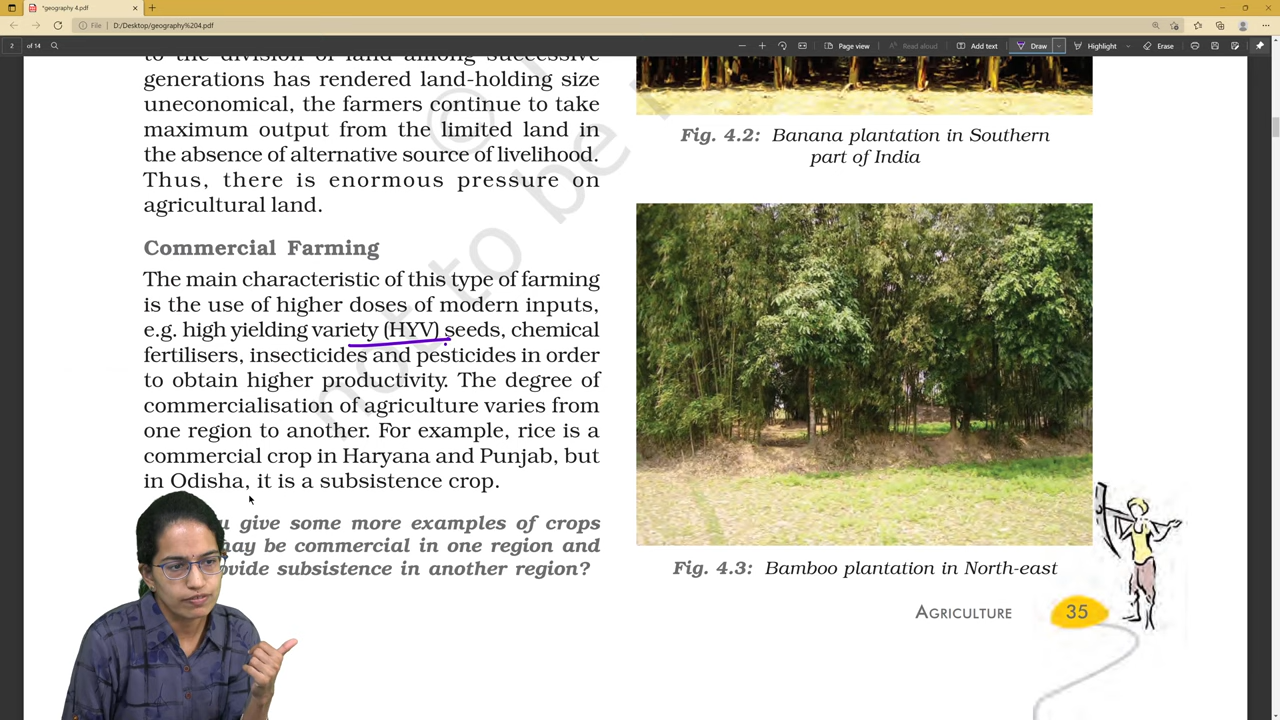 *geography 4.pdf
File
D:/Desktop/geography%204.pdf
2
of 14
Page view
Read aloud
Add text
Draw
Highlight
Erase
generations has rendered land-holding size
uneconomical, the farmers continue to take
maximum output from the limited land in
the absence of alternative source of livelihood.
Thus, there is enormous pressure on
agricultural land.
Commercial Farming
The main characteristic of this type of farming
is the use of higher doses of modern inputs,
e.g. high yielding variety (HYV) seeds, chemical
fertilisers, insecticides and pesticides in order
to obtain higher productivity. The degree of
commercialisation of agriculture varies from
one region to another. For example, rice is a
commercial crop in Haryana and Punjab, but
in Odisha, it is a subsistence crop.
give some more examples of crops
may be commercial in one region and
subsistence in another region?
Fig. 4.2: Banana plantation in Southern
part of India
Fig. 4.3: Bamboo plantation in North-east
AGRICULTURE
35
©
not to be